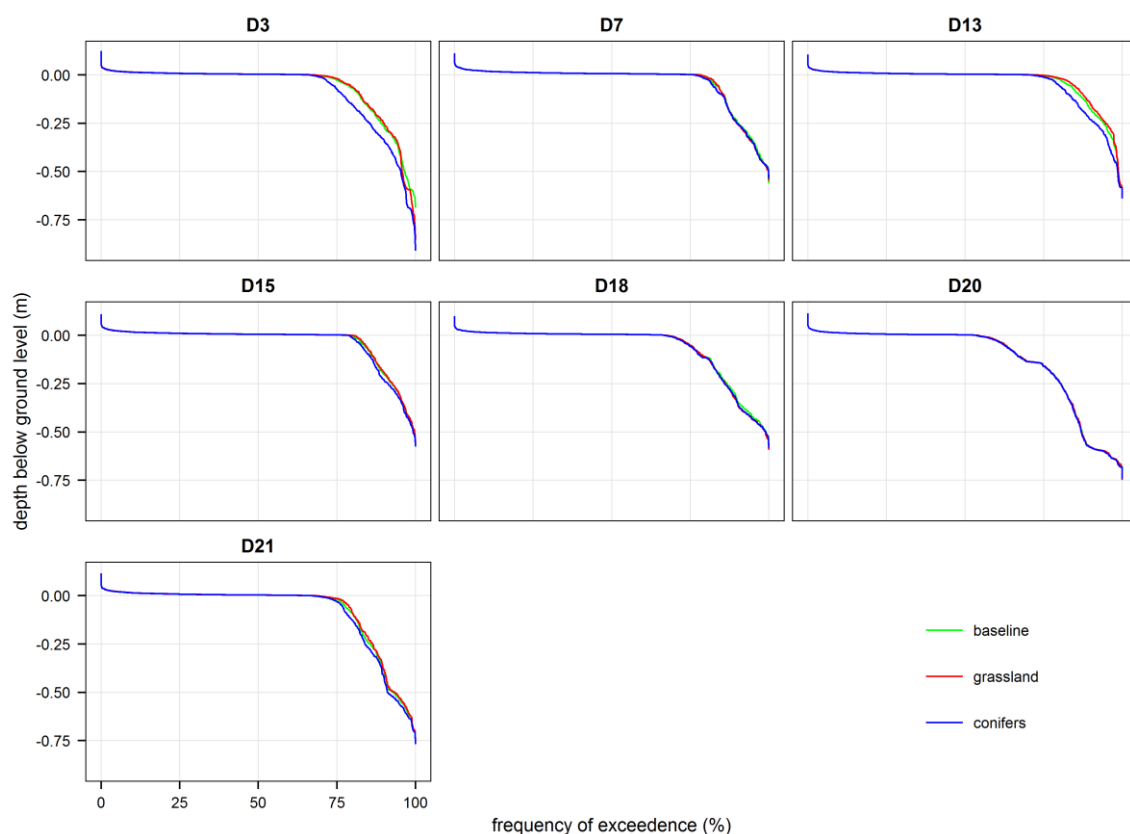 D3 D7 D13
0.00
-0.25
-0.50
-0.75
D15 D18 D20
0.00
-0.25
-0.50
-0.75
D21
0.00
-0.25
-0.50
-0.75
0 25 50 75 100
depth below ground level (m)
frequency of exceedence (%)
baseline
grassland
conifers